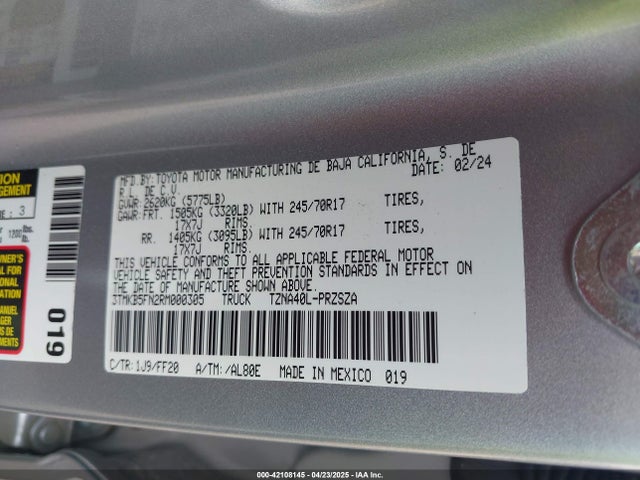 MFD.BY: TOYOTA MOTOR MANUFACTURING DE BAJA CALIFORNIA, S. DE
R.L. DE C.V. DATE: 02/24
GVWR: 2620KG (5775LB)
GAWR: FRT. 1505KG (3320LB) WITH 245/70R17 TIRES,
17X7J RIMS.
RR. 1405KG (3095LB) WITH 245/70R17 TIRES,
17X7J RIMS.
THIS VEHICLE CONFORMS TO ALL APPLICABLE FEDERAL MOTOR
VEHICLE SAFETY AND THEFT PREVENTION STANDARDS IN EFFECT ON
THE DATE OF MANUFACTURE SHOWN ABOVE.
3TMKB5FN2RM000305 TRUCK TZNA40L-PRZSZA
C/TR: 1J9/FF20 A/TM: /AL80E MADE IN MEXICO 019
3
1200 lbs.
MANUEL
019
000-42108145 - 04/23/2025 - IAA Inc.